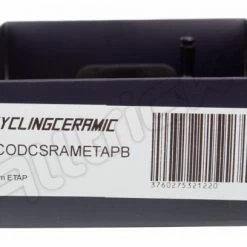 YCLINGCERAMIC
CODCSRAMETAPB
m ETAP
3760275321220